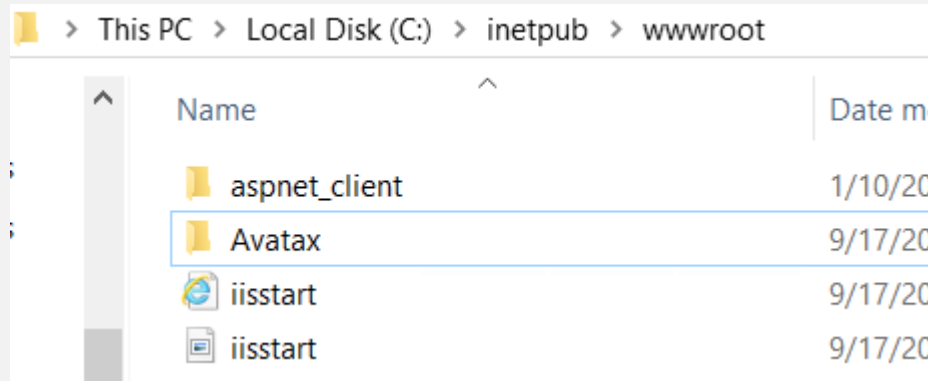 This PC > Local Disk (C:) > inetpub > wwwroot
Name Date m
aspnet_client 1/10/20
Avatax 9/17/20
iisstart 9/17/20
iisstart 9/17/20